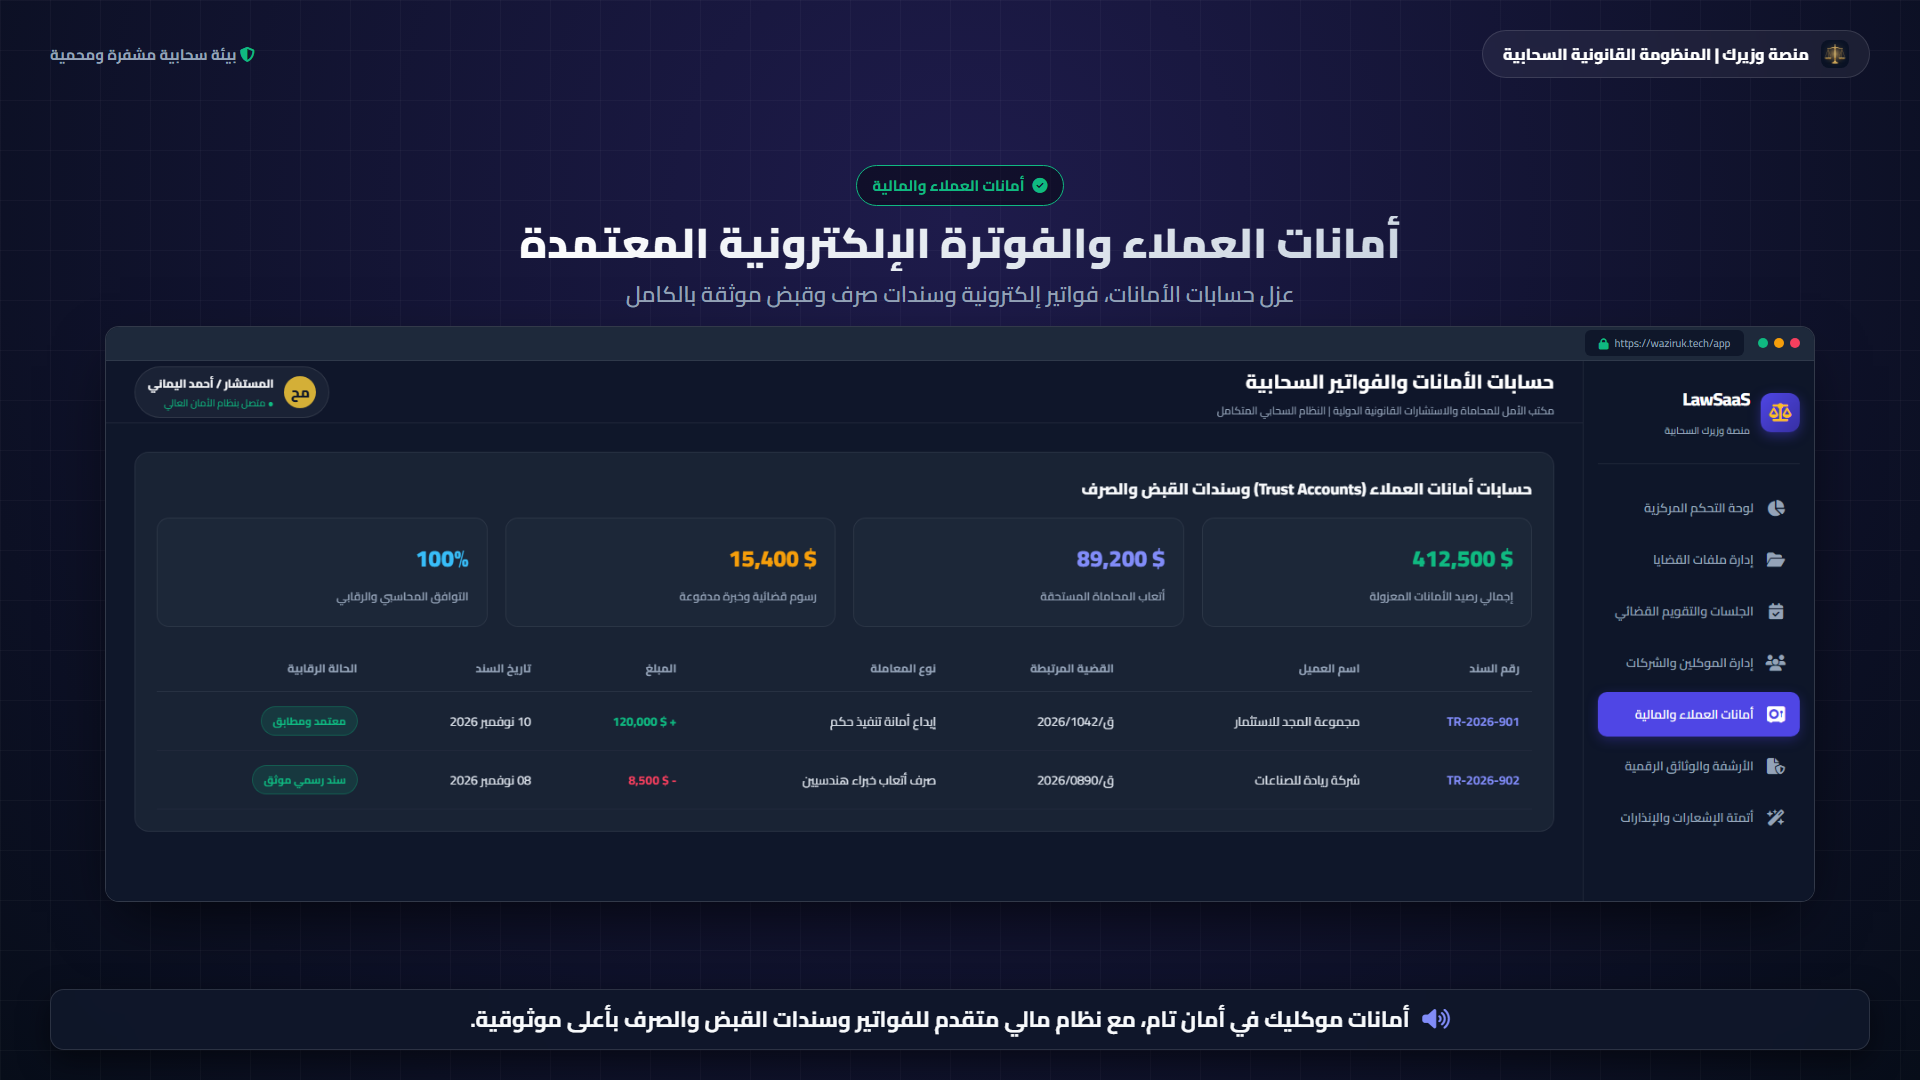 منصة وزيرك | المنظومة القانونية السحابية
بيئة سحابية مشفرة ومحمية
أمانات العملاء والمالية
أمانات العملاء والفوترة الإلكترونية المعتمدة
عزل حسابات الأمانات، فواتير إلكترونية وسندات صرف وقبض موثقة بالكامل
https://waziruk.tech/app
LawSaaS
منصة وزيرك السحابية
لوحة التحكم المركزية
إدارة ملفات القضايا
الجلسات والتقويم القضائي
إدارة الموكلين والشركات
أمانات العملاء والمالية
الأرشفة والوثائق الرقمية
أتمتة الإشعارات والإنذارات
حسابات الأمانات والفواتير السحابية
مكتب الأمل للمحاماة والاستشارات القانونية الدولية | النظام السحابي المتكامل
مج
المستشار / أحمد اليماني
● متصل بنظام الأمان العالي
حسابات أمانات العملاء (Trust Accounts) وسندات القبض والصرف
412,500 $
إجمالي رصيد الأمانات المعزولة
89,200 $
أتعاب المحاماة المستحقة
15,400 $
رسوم قضائية وخبرة مدفوعة
100%
التوافق المحاسبي والرقابي
رقم السند اسم العميل القضية المرتبطة نوع المعاملة المبلغ تاريخ السند الحالة الرقابية
TR-2026-901 مجموعة المجد للاستثمار ق/2026/1042 إيداع أمانة تنفيذ حكم + 120,000 $ 10 نوفمبر 2026 معتمد ومطابق
TR-2026-902 شركة ريادة للصناعات ق/2026/0890 صرف أتعاب خبراء هندسيين - 8,500 $ 08 نوفمبر 2026 سند رسمي موثق
أمانات موكليك في أمان تام، مع نظام مالي متقدم للفواتير وسندات القبض والصرف بأعلى موثوقية.